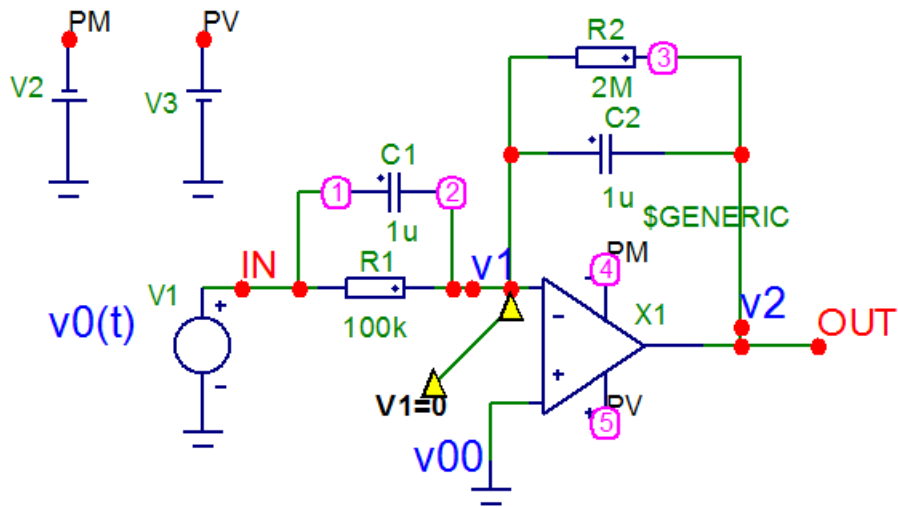 PM
PV
V2
V3
R2
3
2M
C2
1u
$GENERIC
C1
1
2
1u
IN
R1
v1
PM
4
V1
v0(t)
100k
X1
v2
OUT
V1=0
PV
5
v00